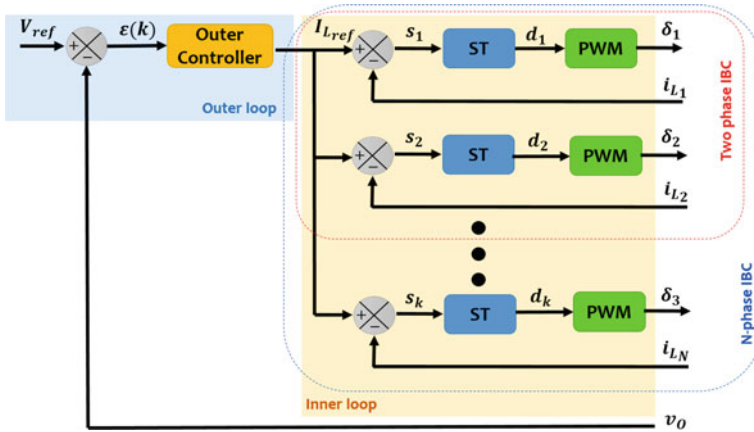 V_ref
ε(k)
Outer Controller
I_Lref
s_1
ST
d_1
PWM
δ_1
+
−
+
−
i_L1
Outer loop
s_2
ST
d_2
PWM
δ_2
+
−
i_L2
Two phase IBC
s_k
ST
d_k
PWM
δ_3
+
−
i_LN
N-phase IBC
Inner loop
v_O